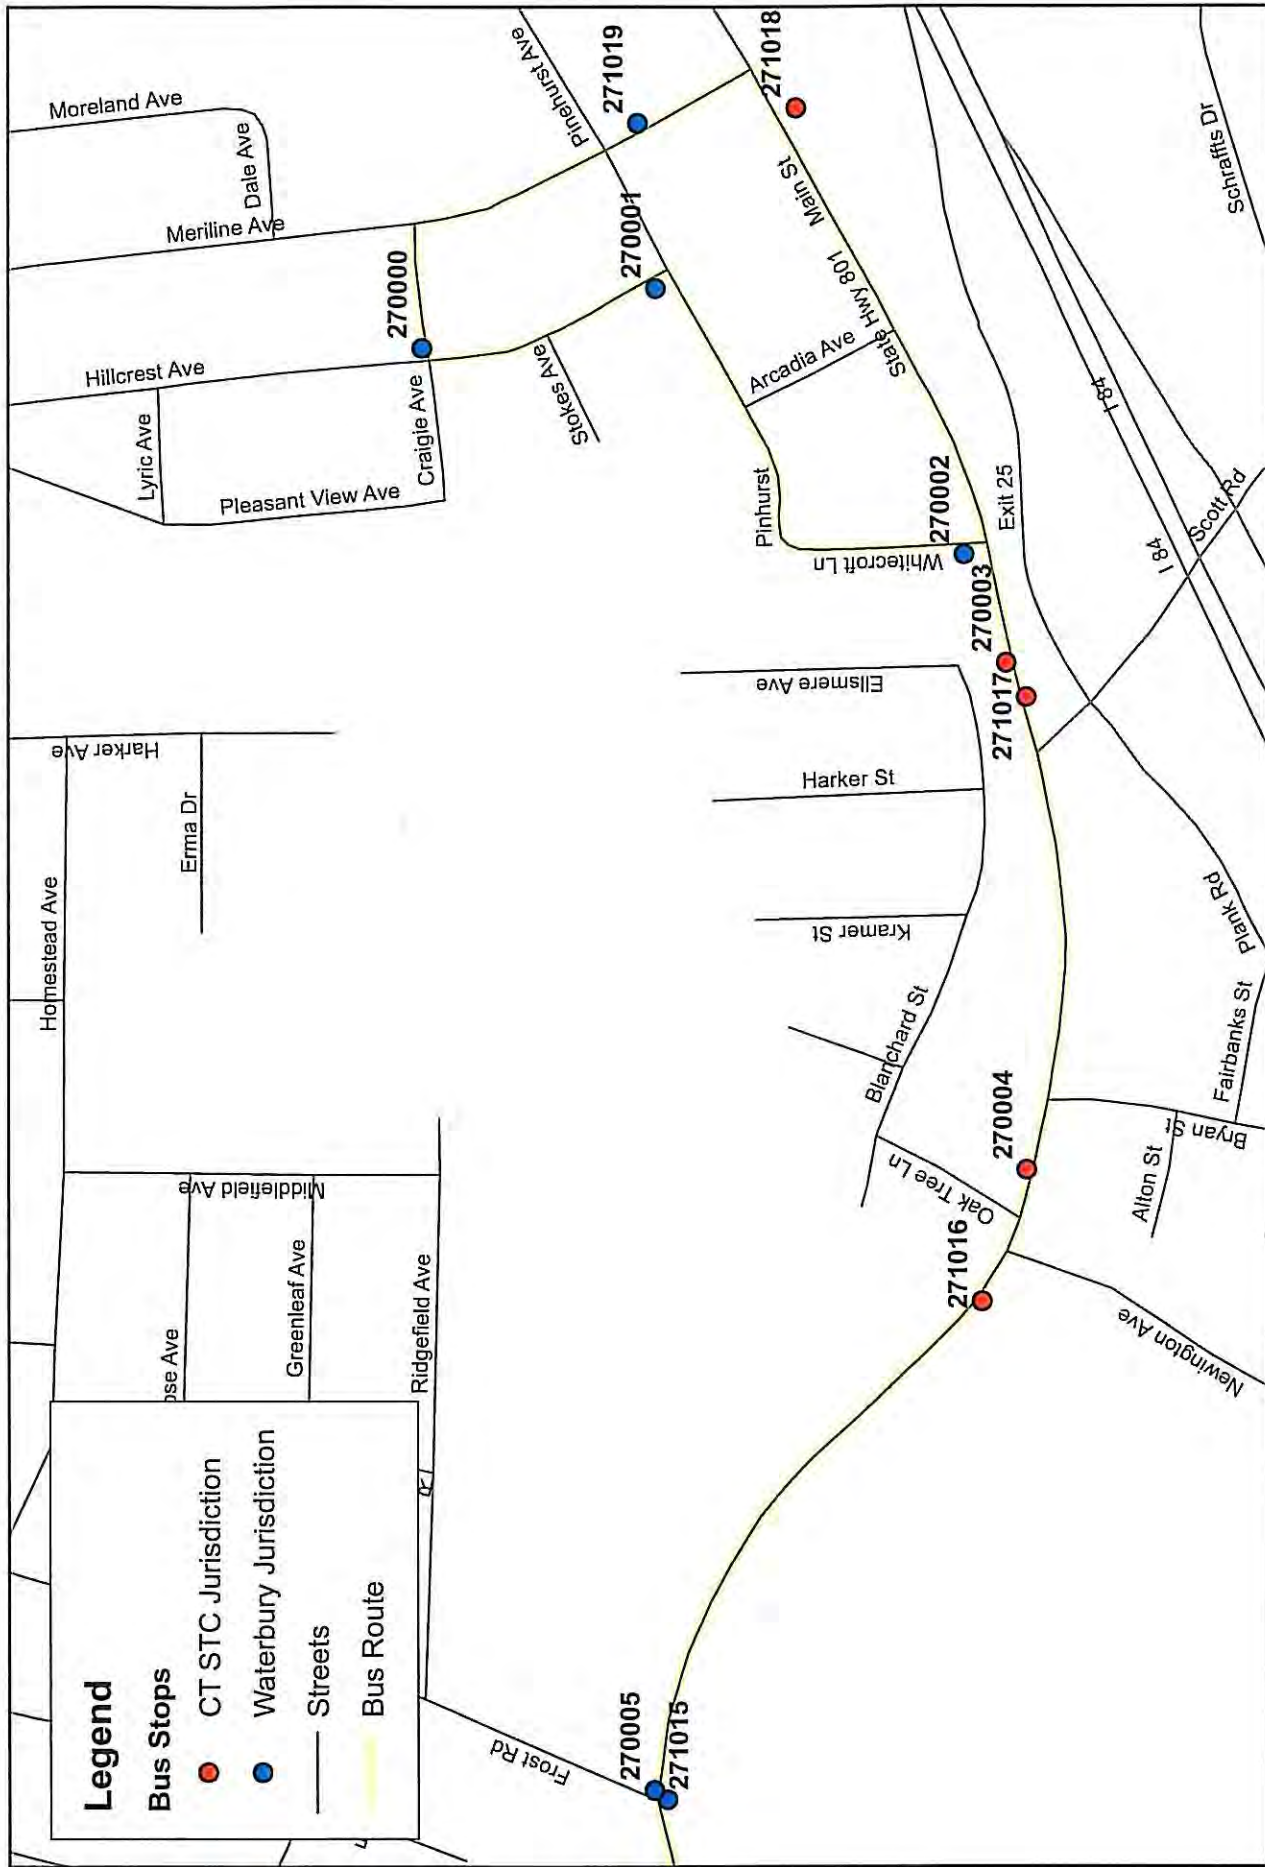 Legend
Bus Stops
CT STC Jurisdiction
Waterbury Jurisdiction
Streets
Bus Route
Homestead Ave
Harker Ave
Erma Dr
Middlefield Ave
ose Ave
Greenleaf Ave
Ridgefield Ave
Frost Rd
270005
271015
Moreland Ave
Dale Ave
Meriline Ave
Hillcrest Ave
Lyric Ave
Pleasant View Ave
Craigie Ave
270000
Stokes Ave
Pinehurst Ave
271019
270001
271018
Main St
State Hwy 801
Arcadia Ave
Pinhurst
Whitecroft Ln
270002
270003
271017
Exit 25
I 84
I 84
Scott Rd
Schraffts Dr
Ellsmere Ave
Harker St
Kramer St
Blanchard St
Oak Tree Ln
270004
271016
Newington Ave
Alton St
Bryan St
Fairbanks St
Plank Rd